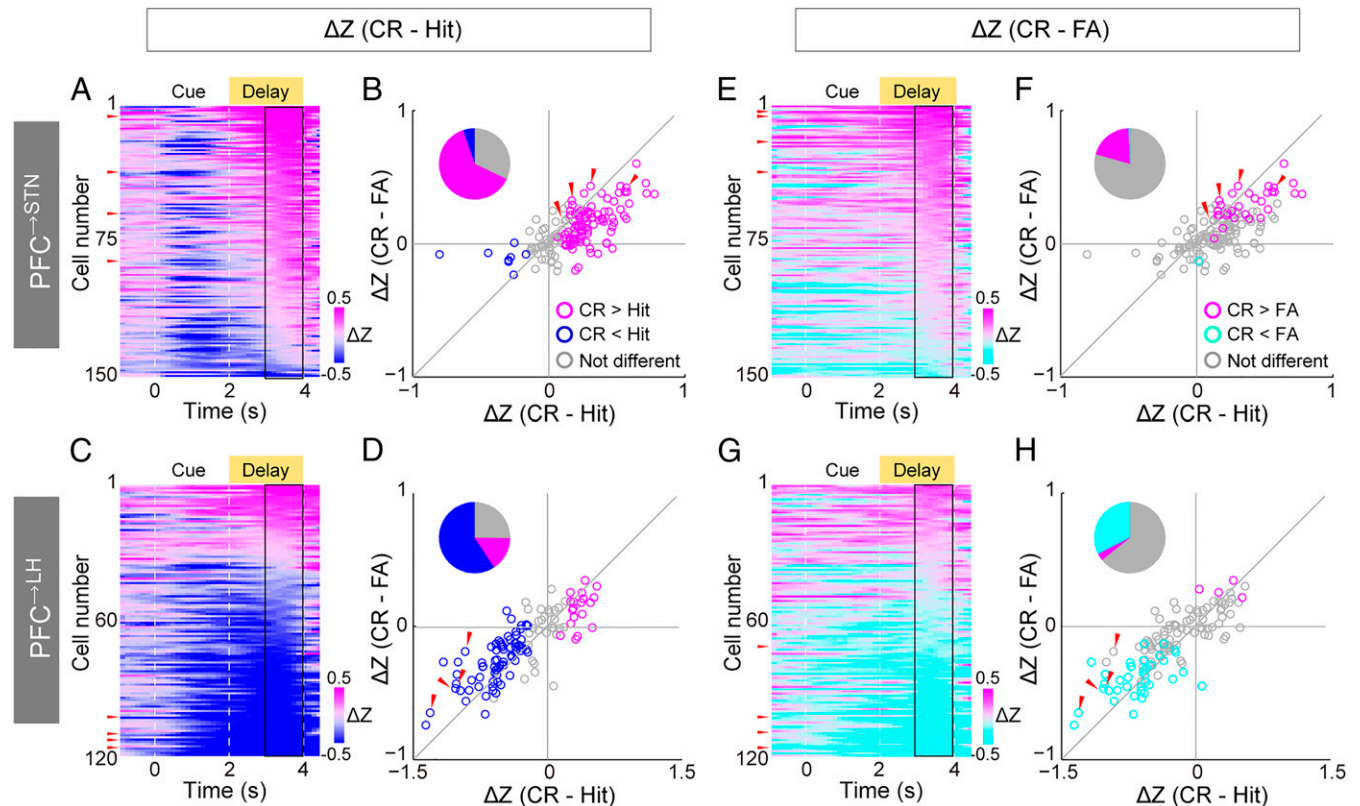 ΔZ (CR - Hit)
ΔZ (CR - FA)
PFC→STN
A
Cue
Delay
1
75
150
Cell number
0
2
4
Time (s)
0.5
ΔZ
-0.5
B
1
0
−1
ΔZ (CR - FA)
CR > Hit
CR < Hit
Not different
−1
0
1
ΔZ (CR - Hit)
E
Cue
Delay
1
75
150
Cell number
0
2
4
Time (s)
0.5
ΔZ
-0.5
F
1
0
−1
ΔZ (CR - FA)
CR > FA
CR < FA
Not different
−1
0
1
ΔZ (CR - Hit)
PFC→LH
C
Cue
Delay
1
60
120
Cell number
0
2
4
Time (s)
0.5
ΔZ
-0.5
D
1
0
−1
ΔZ (CR - FA)
−1.5
0
1.5
ΔZ (CR - Hit)
G
Cue
Delay
1
60
120
Cell number
0
2
4
Time (s)
0.5
ΔZ
-0.5
H
1
0
−1
ΔZ (CR - FA)
−1.5
0
1.5
ΔZ (CR - Hit)